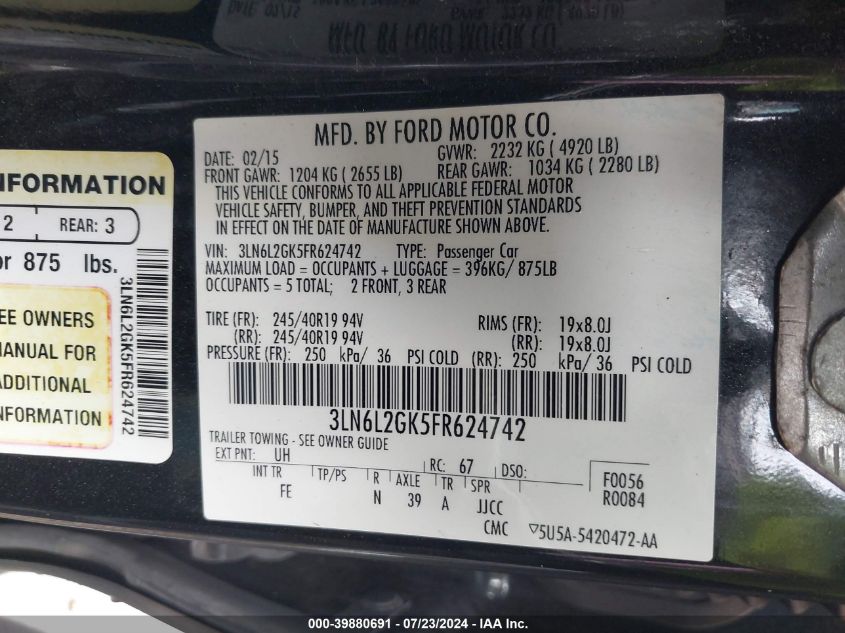 MFD. BY FORD MOTOR CO.
DATE: 02/15 GVWR: 2232 KG ( 4920 LB)
FRONT GAWR: 1204 KG ( 2655 LB) REAR GAWR: 1034 KG ( 2280 LB)
THIS VEHICLE CONFORMS TO ALL APPLICABLE FEDERAL MOTOR
VEHICLE SAFETY, BUMPER, AND THEFT PREVENTION STANDARDS
IN EFFECT ON THE DATE OF MANUFACTURE SHOWN ABOVE.
VIN: 3LN6L2GK5FR624742 TYPE: Passenger Car
MAXIMUM LOAD = OCCUPANTS + LUGGAGE = 396KG/ 875LB
OCCUPANTS = 5 TOTAL; 2 FRONT, 3 REAR
TIRE (FR): 245/40R19 94V RIMS (FR): 19x8.0J
(RR): 245/40R19 94V (RR): 19x8.0J
PRESSURE (FR): 250 kPa/ 36 PSI COLD (RR): 250 kPa/ 36 PSI COLD
3LN6L2GK5FR624742
TRAILER TOWING - SEE OWNER GUIDE
EXT PNT: UH RC: 67 DSO: F0056
INT TR TP/PS R AXLE TR SPR R0084
FE N 39 A JJCC
CMC ▽5U5A-5420472-AA
NFORMATION
2 REAR: 3
or 875 lbs.
EE OWNERS
MANUAL FOR
ADDITIONAL
NFORMATION
3LN6L2GK5FR624742
000-39880691 - 07/23/2024 - IAA Inc.